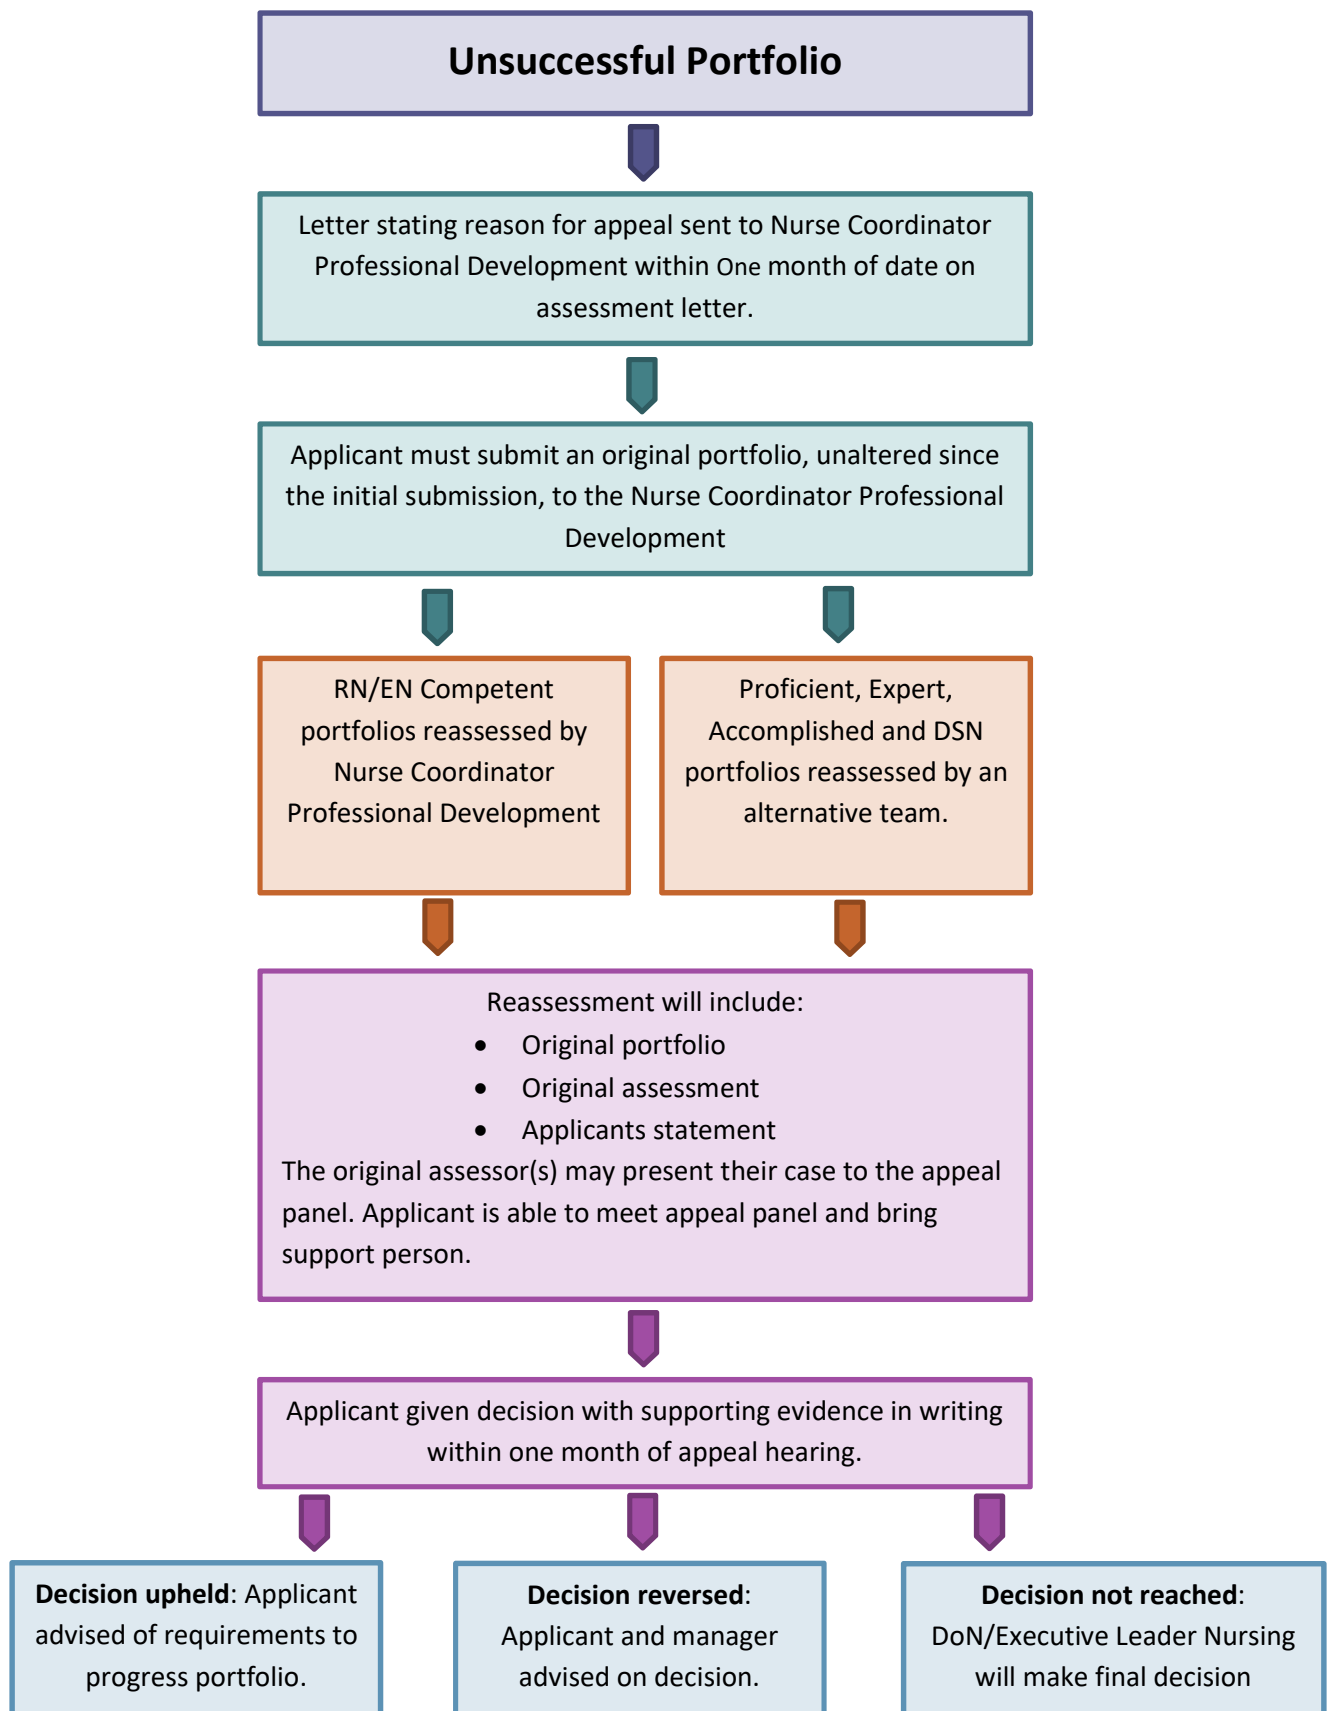 Unsuccessful Portfolio
Letter stating reason for appeal sent to Nurse Coordinator
Professional Development within One month of date on
assessment letter.
Applicant must submit an original portfolio, unaltered since
the initial submission, to the Nurse Coordinator Professional
Development
RN/EN Competent
portfolios reassessed by
Nurse Coordinator
Professional Development
Proficient, Expert,
Accomplished and DSN
portfolios reassessed by an
alternative team.
Reassessment will include:
• Original portfolio
• Original assessment
• Applicants statement
The original assessor(s) may present their case to the appeal
panel. Applicant is able to meet appeal panel and bring
support person.
Applicant given decision with supporting evidence in writing
within one month of appeal hearing.
Decision upheld: Applicant
advised of requirements to
progress portfolio.
Decision reversed:
Applicant and manager
advised on decision.
Decision not reached:
DoN/Executive Leader Nursing
will make final decision